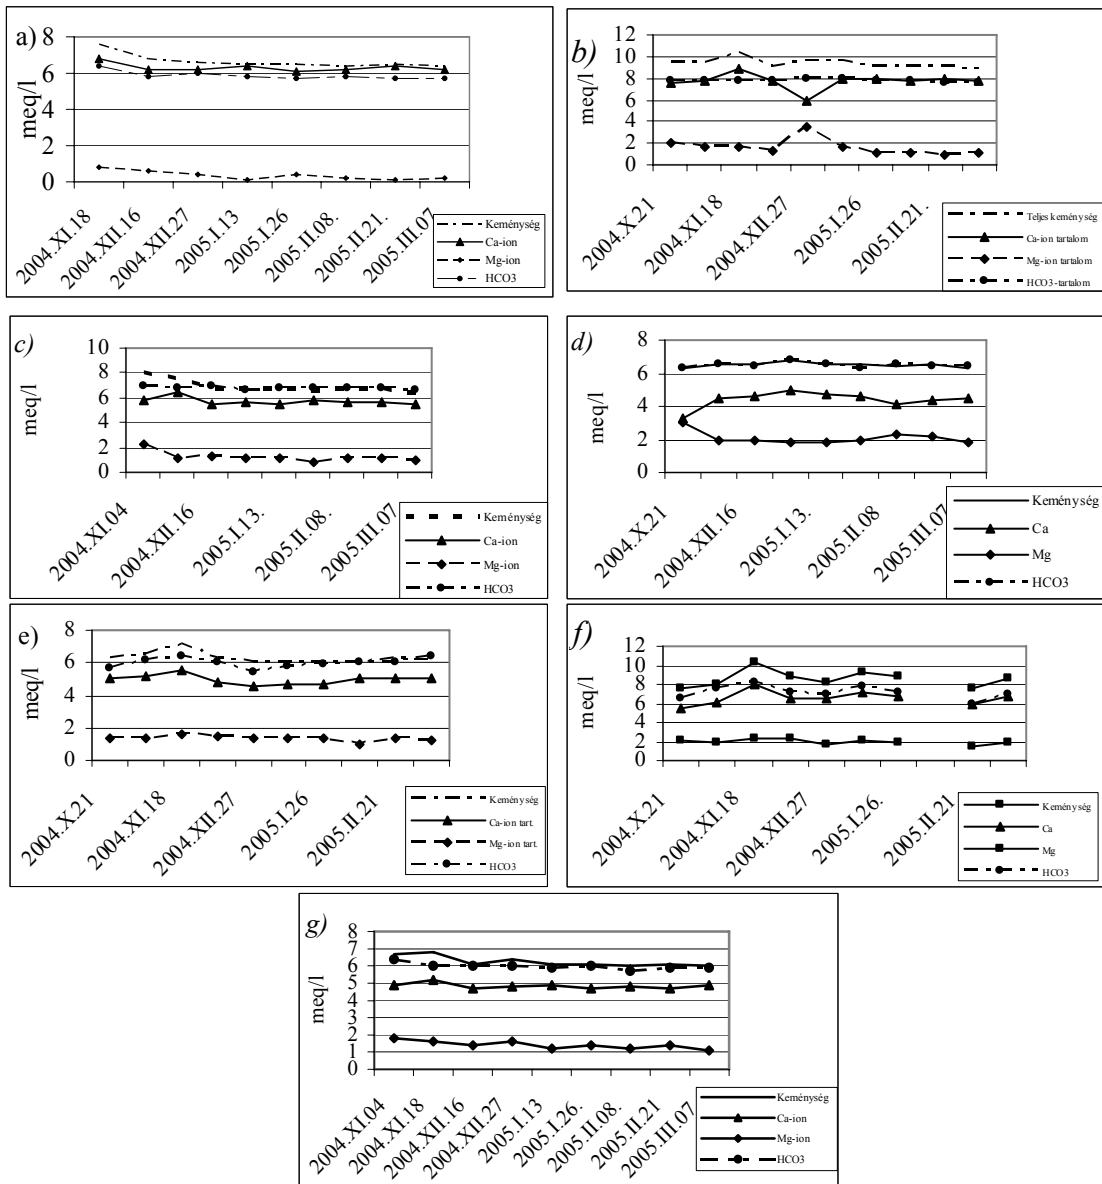 a)
meq/l
8
6
4
2
0
2004.XI.18
2004.XII.16
2004.XII.27
2005.I.13
2005.I.26
2005.II.08.
2005.II.21.
2005.III.07
Keménység
Ca-ion
Mg-ion
HCO3
b)
meq/l
12
10
8
6
4
2
0
2004.X.21
2004.XI.18
2004.XII.27
2005.I.26
2005.II.21.
Teljes keménység
Ca-ion tartalom
Mg-ion tartalom
HCO3-tartalom
c)
meq/l
10
8
6
4
2
0
2004.XI.04
2004.XII.16
2005.I.13.
2005.II.08.
2005.III.07
Keménység
Ca-ion
Mg-ion
HCO3
d)
meq/l
8
6
4
2
0
2004.X.21
2004.XII.16
2005.I.13.
2005.II.08
2005.III.07
Keménység
Ca
Mg
HCO3
e)
meq/l
8
6
4
2
0
2004.X.21
2004.XI.18
2004.XII.27
2005.I.26
2005.II.21
Keménység
Ca-ion tart.
Mg-ion tart.
HCO3
f)
meq/l
12
10
8
6
4
2
0
2004.X.21
2004.XI.18
2004.XII.27
2005.I.26.
2005.II.21
Keménység
Ca
Mg
HCO3
g)
meq/l
8
7
6
5
4
3
2
1
0
2004.XI.04
2004.XI.18
2004.XII.16
2004.XII.27
2005.I.13
2005.I.26.
2005.II.08.
2005.II.21
2005.III.07
Keménység
Ca-ion
Mg-ion
HCO3